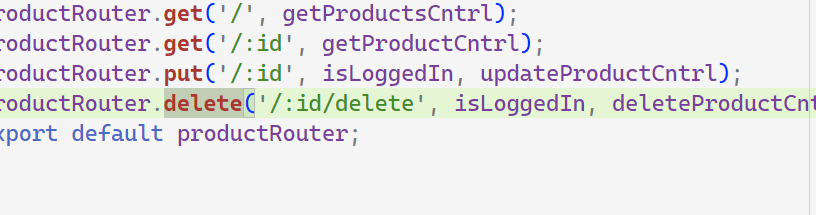 roductRouter.get('/', getProductsCntrl);
roductRouter.get('/:id', getProductCntrl);
roductRouter.put('/:id', isLoggedIn, updateProductCntrl);
roductRouter.delete('/:id/delete', isLoggedIn, deleteProductCnt
xport default productRouter;